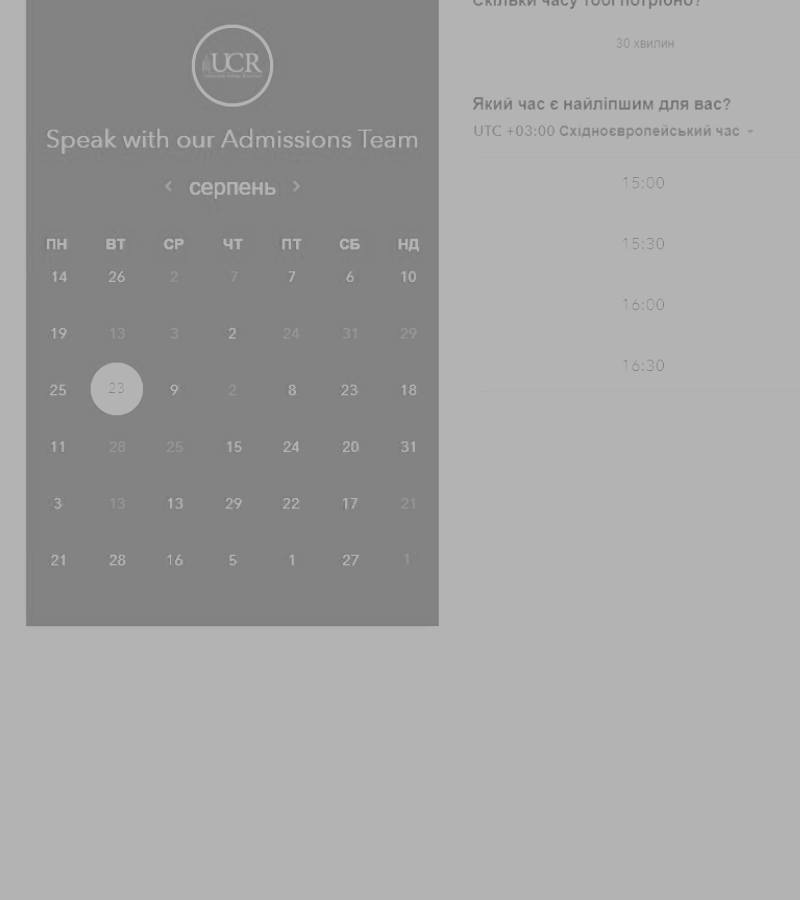 Скільки часу тобі потрібно?
30 хвилин
UCR
Speak with our Admissions Team
серпень
ПН ВТ СР ЧТ ПТ СБ НД
14 26 2 7 7 6 10
19 13 3 2 24 31 29
25 23 9 2 8 23 18
11 28 25 15 24 20 31
3 13 13 29 22 17 21
21 28 16 5 1 27 1
Який час є найліпшим для вас?
UTC +03:00 Східноєвропейський час
15:00
15:30
16:00
16:30